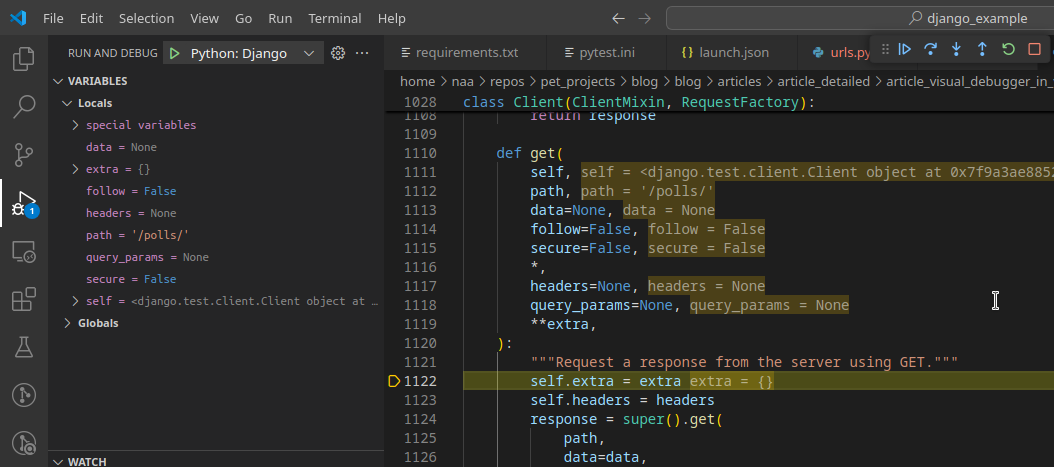 File Edit Selection View Go Run Terminal Help django_example
RUN AND DEBUG Python: Django
requirements.txt pytest.ini {} launch.json urls.py
home > naa > repos > pet_projects > blog > blog > articles > article_detailed > article_visual_debugger_in_
VARIABLES
Locals
special variables
data = None
extra = {}
follow = False
headers = None
path = '/polls/'
query_params = None
secure = False
self = <django.test.client.Client object at …
Globals
WATCH
1
1028 class Client(ClientMixin, RequestFactory):
1108 return response
1109
1110 def get(
1111 self, self = <django.test.client.Client object at 0x7f9a3ae8852
1112 path, path = '/polls/'
1113 data=None, data = None
1114 follow=False, follow = False
1115 secure=False, secure = False
1116 *,
1117 headers=None, headers = None
1118 query_params=None, query_params = None
1119 **extra,
1120 ):
1121 """Request a response from the server using GET."""
1122 self.extra = extra extra = {}
1123 self.headers = headers
1124 response = super().get(
1125 path,
1126 data=data,